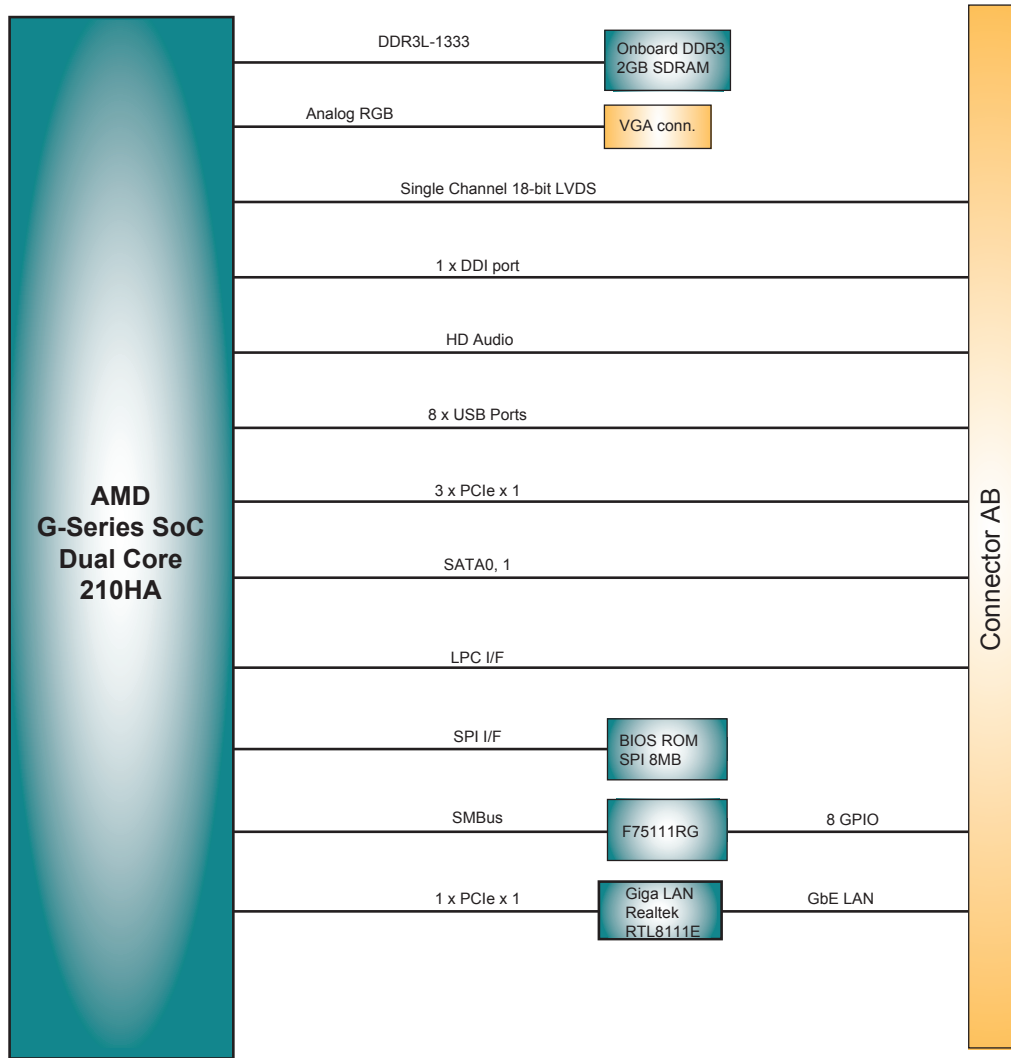 DDR3L-1333
Onboard DDR3
2GB SDRAM
Analog RGB
VGA conn.
Single Channel 18-bit LVDS
1 x DDI port
HD Audio
8 x USB Ports
3 x PCIe x 1
AMD
G-Series SoC
Dual Core
210HA
SATA0, 1
Connector AB
LPC I/F
SPI I/F
BIOS ROM
SPI 8MB
SMBus
F75111RG
8 GPIO
1 x PCIe x 1
Giga LAN
Realtek
RTL8111E
GbE LAN